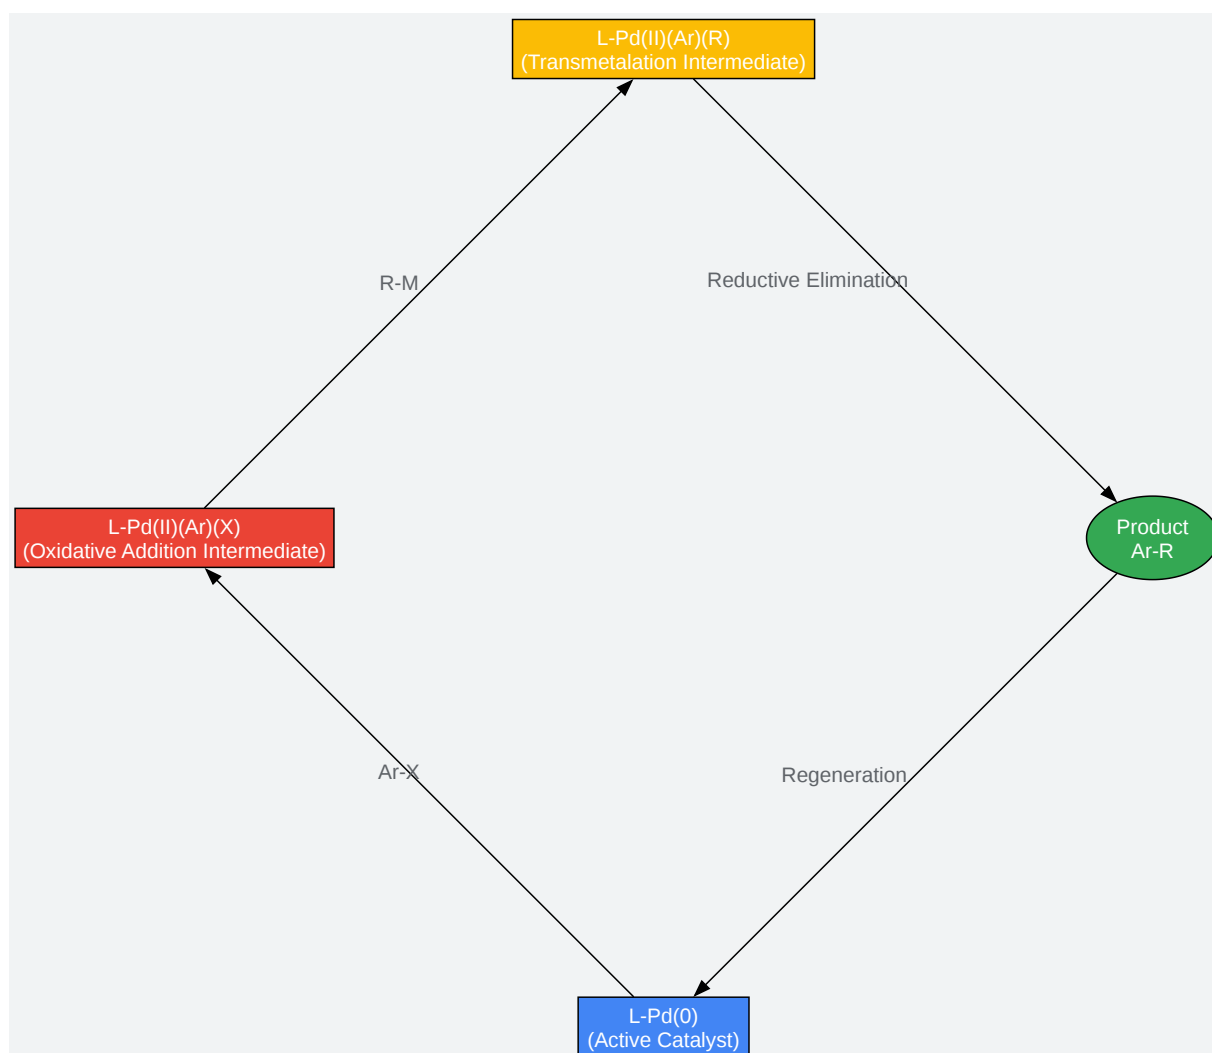 L-Pd(II)(Ar)(R)
(Transmetalation Intermediate)
R-M
Reductive Elimination
L-Pd(II)(Ar)(X)
(Oxidative Addition Intermediate)
Product
Ar-R
Ar-X
Regeneration
L-Pd(0)
(Active Catalyst)